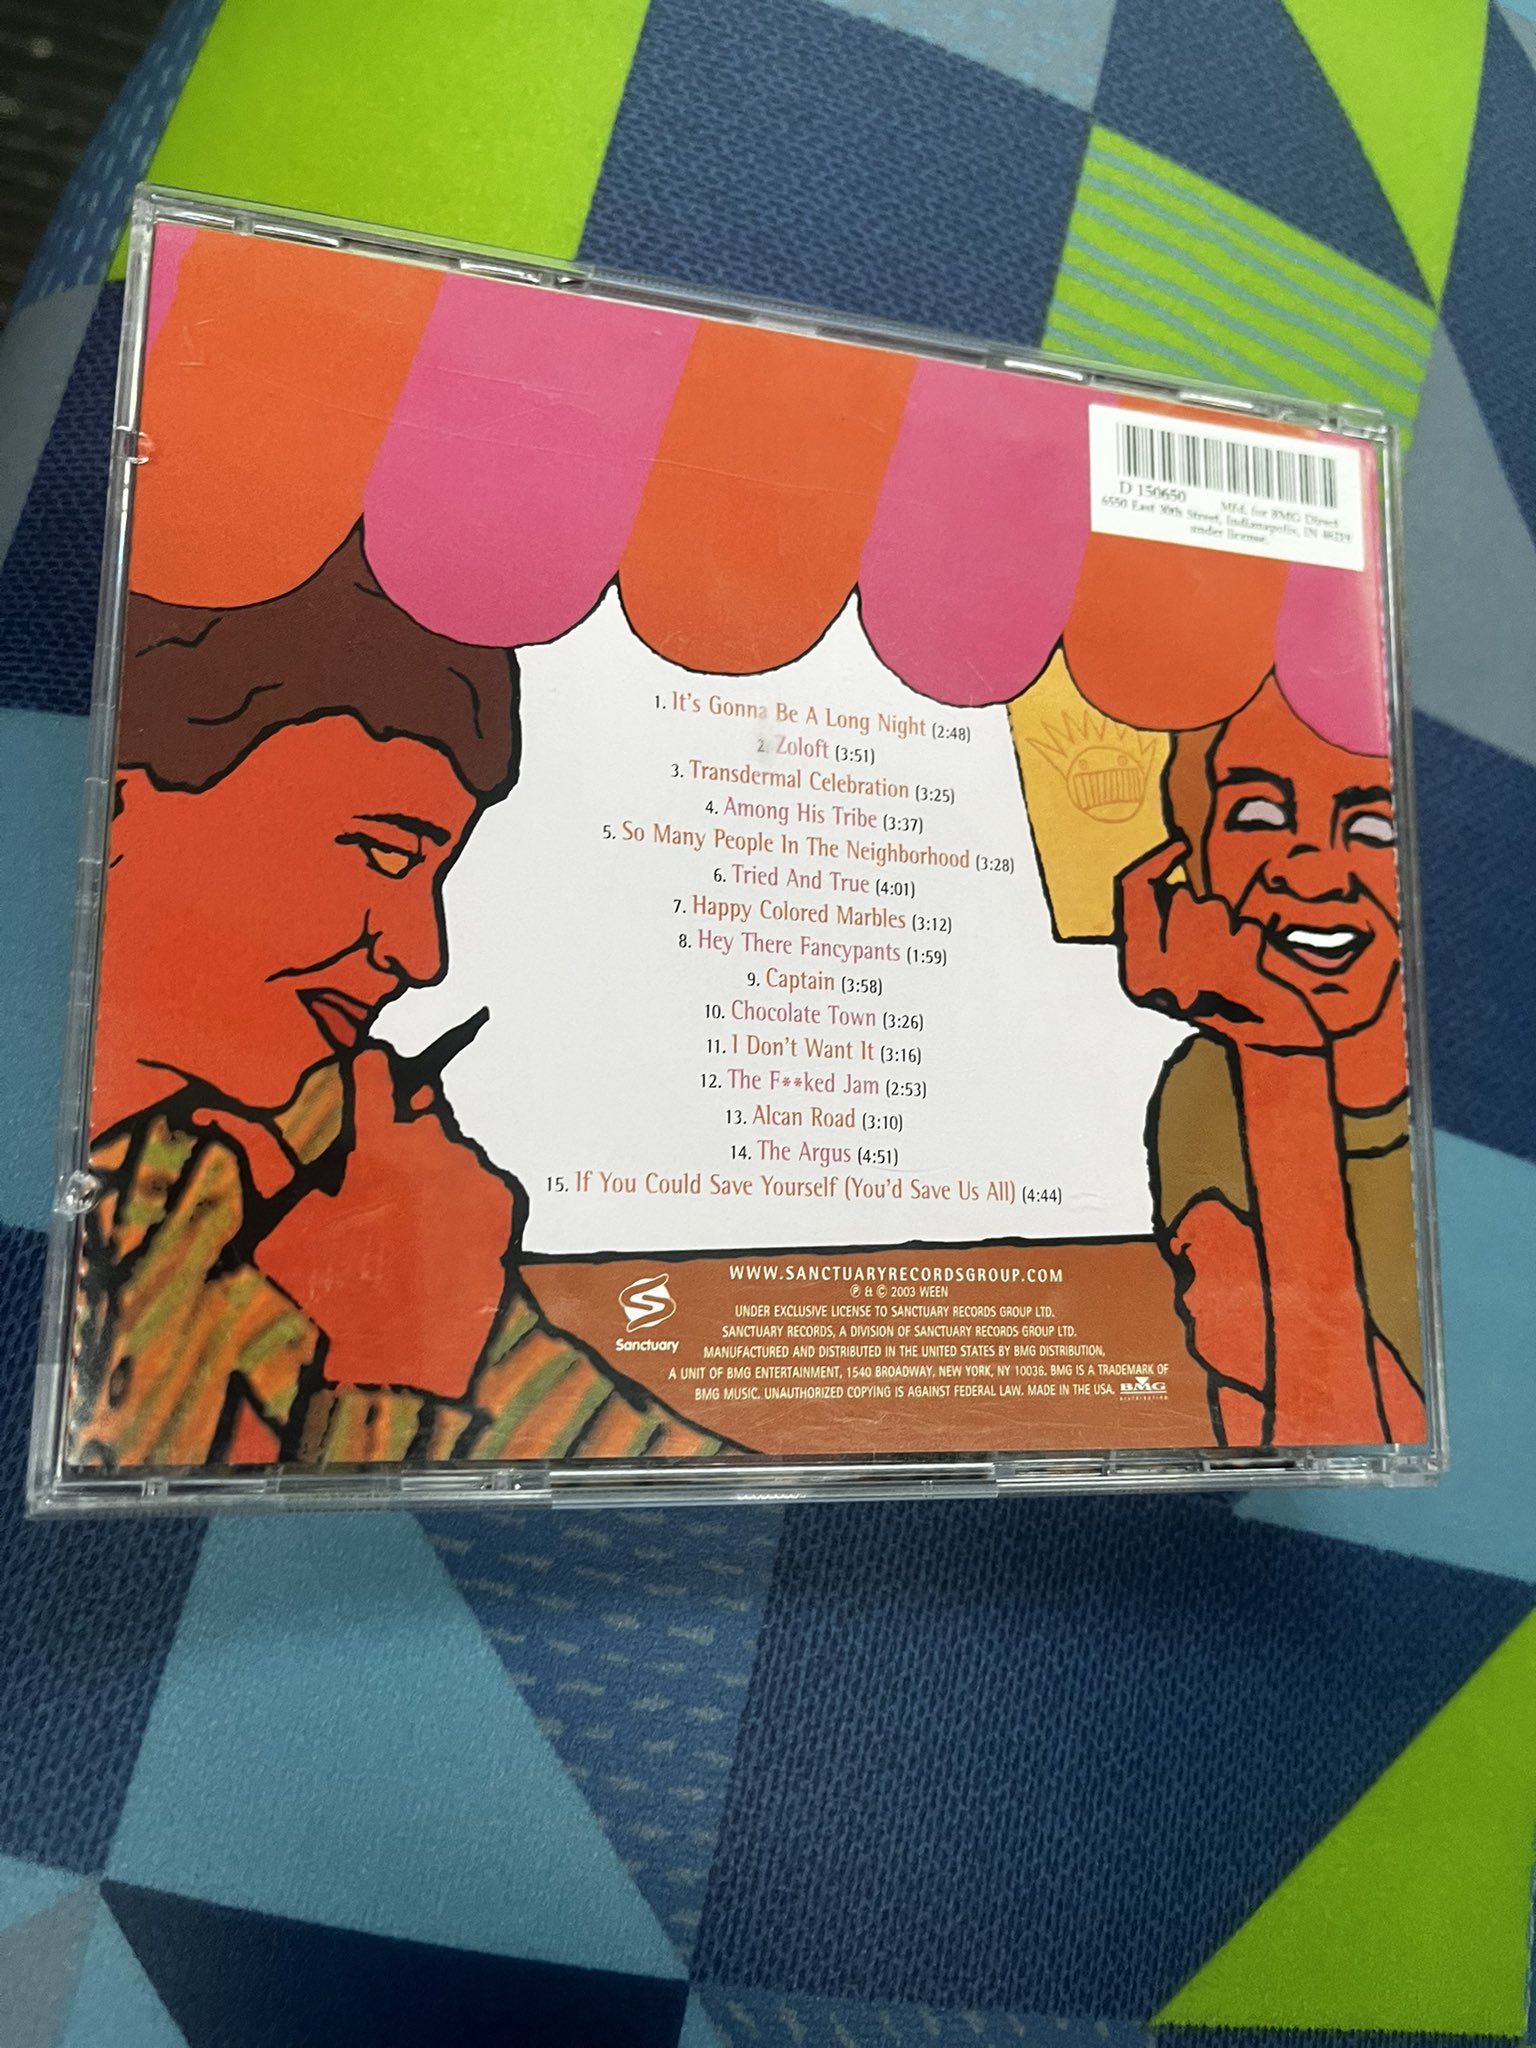 D 150650 Mfd. for BMG Direct
6550 East 30th Street, Indianapolis, IN 46219
under license.
1. It's Gonna Be A Long Night (2:48)
2. Zoloft (3:51)
3. Transdermal Celebration (3:25)
4. Among His Tribe (3:37)
5. So Many People In The Neighborhood (3:28)
6. Tried And True (4:01)
7. Happy Colored Marbles (3:12)
8. Hey There Fancypants (1:59)
9. Captain (3:58)
10. Chocolate Town (3:26)
11. I Don't Want It (3:16)
12. The F**ked Jam (2:53)
13. Alcan Road (3:10)
14. The Argus (4:51)
15. If You Could Save Yourself (You'd Save Us All) (4:44)
WWW.SANCTUARYRECORDSGROUP.COM
℗ & © 2003 WEEN
UNDER EXCLUSIVE LICENSE TO SANCTUARY RECORDS GROUP LTD.
SANCTUARY RECORDS, A DIVISION OF SANCTUARY RECORDS GROUP LTD.
MANUFACTURED AND DISTRIBUTED IN THE UNITED STATES BY BMG DISTRIBUTION,
A UNIT OF BMG ENTERTAINMENT, 1540 BROADWAY, NEW YORK, NY 10036. BMG IS A TRADEMARK OF
BMG MUSIC. UNAUTHORIZED COPYING IS AGAINST FEDERAL LAW. MADE IN THE USA.
Sanctuary
BMG
DISTRIBUTION